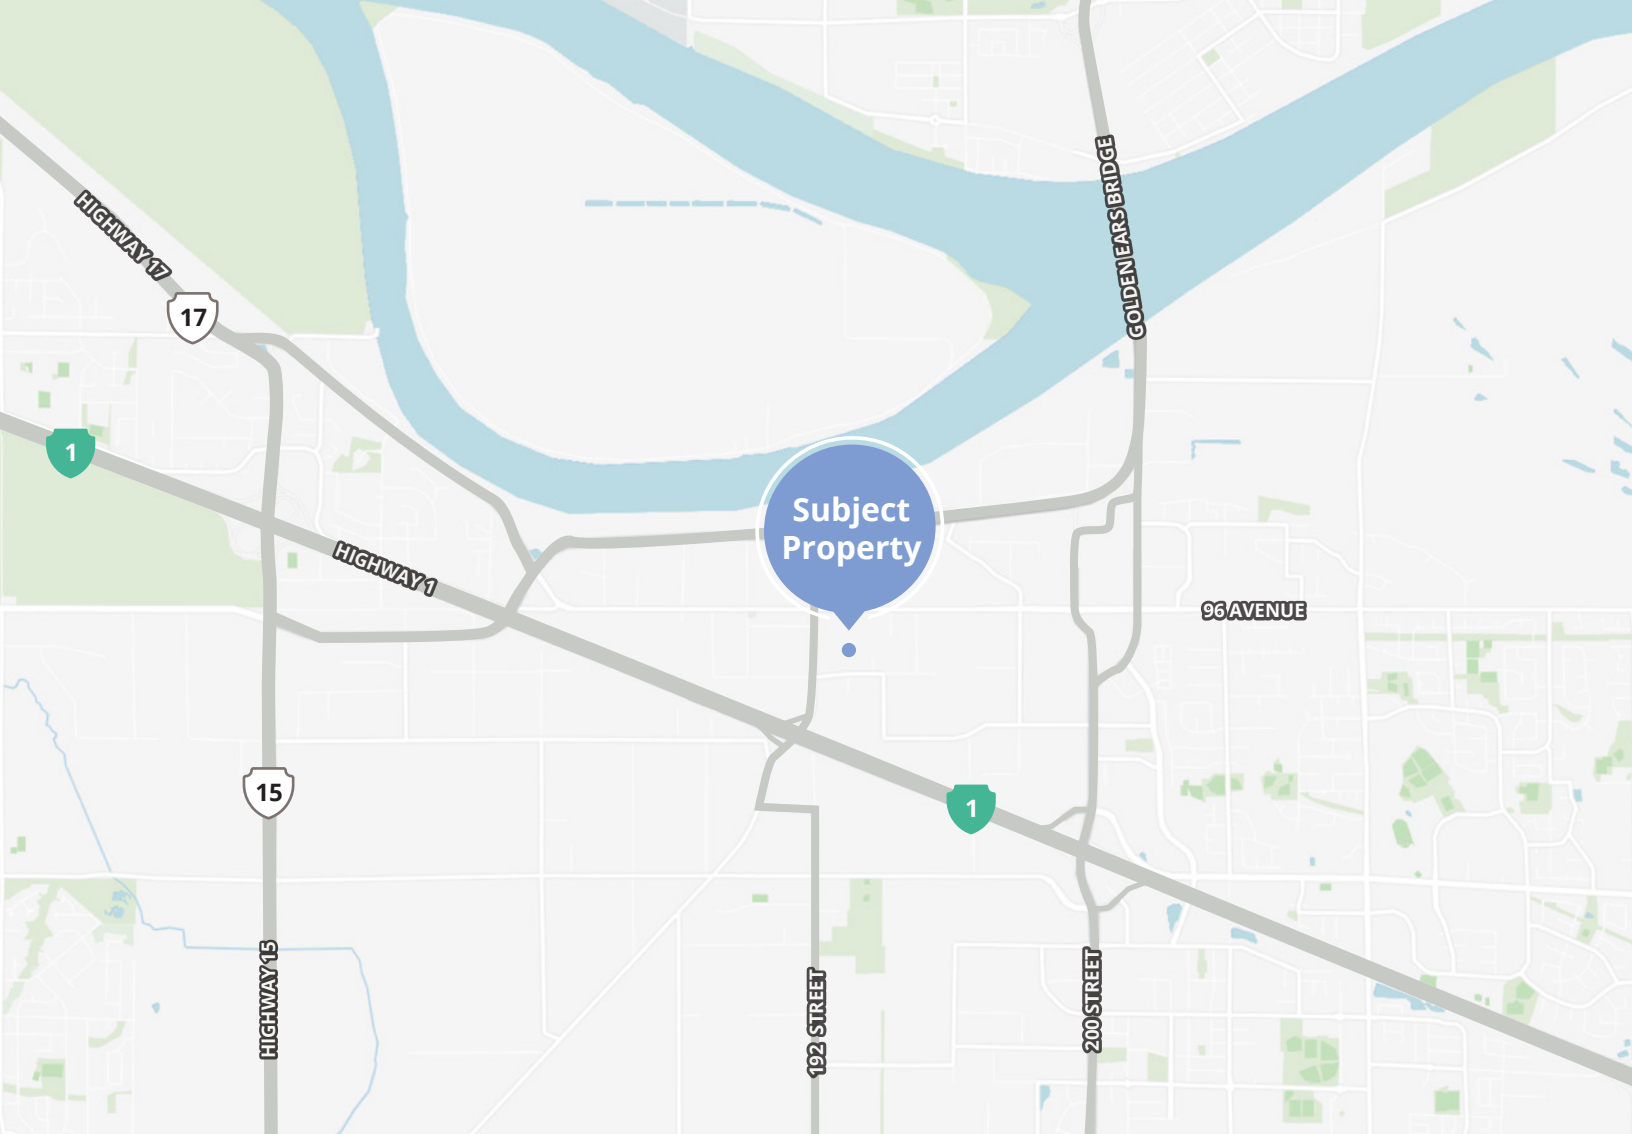 GOLDEN EARS BRIDGE
HIGHWAY 17
17
1
Subject
Property
HIGHWAY 1
96 AVENUE
15
1
HIGHWAY 15
192 STREET
200 STREET